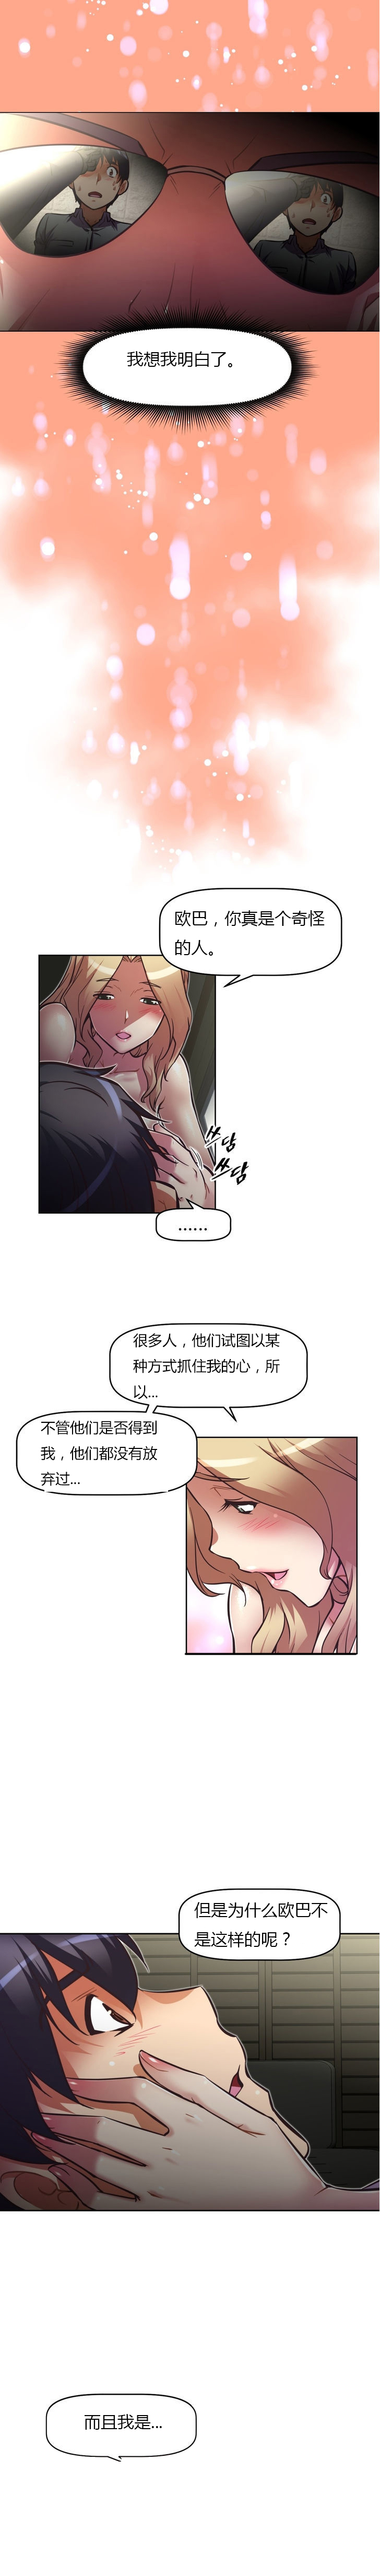 我想我明白了。
欧巴，你真是个奇怪
的人。
쓰담
쓰담
......
很多人，他们试图以某
种方式抓住我的心，所
以...
不管他们是否得到
我，他们都没有放
弃过...
但是为什么欧巴不
是这样的呢？
而且我是...